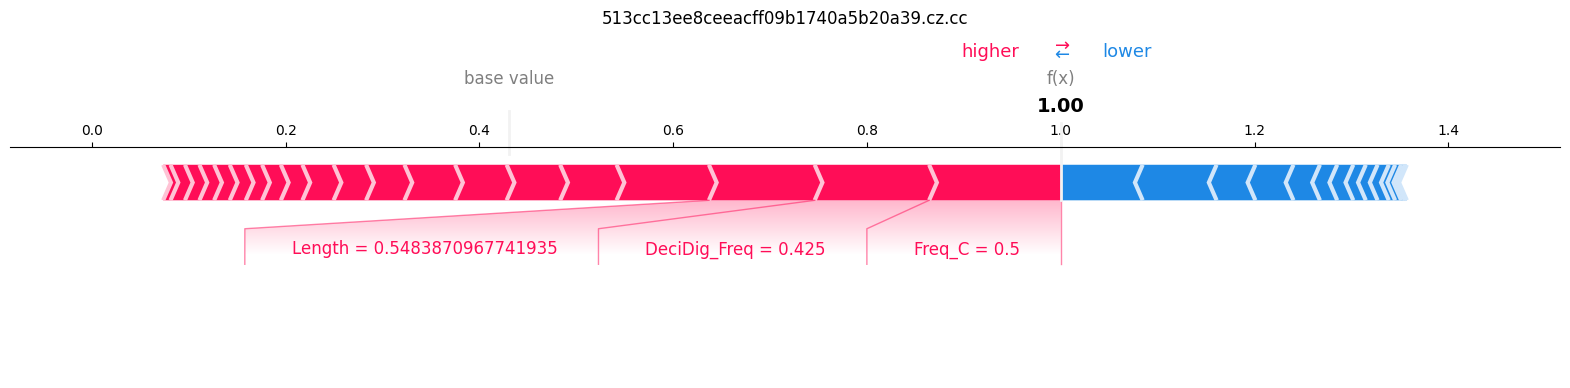 513cc13ee8ceeacff09b1740a5b20a39.cz.cc
higher → ← lower
base value f(x)
1.00
0.0 0.2 0.4 0.6 0.8 1.0 1.2 1.4
Length = 0.5483870967741935 DeciDig_Freq = 0.425 Freq_C = 0.5